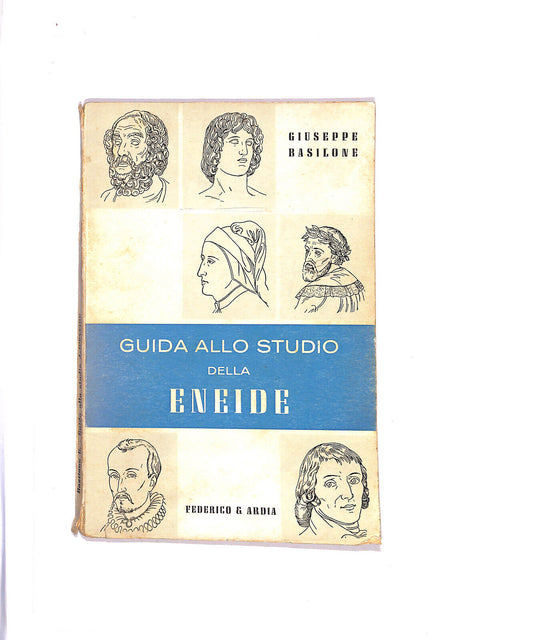 GIUSEPPE
BASILONE
GUIDA ALLO STUDIO
DELLA
ENEIDE
FEDERICO & ARDIA